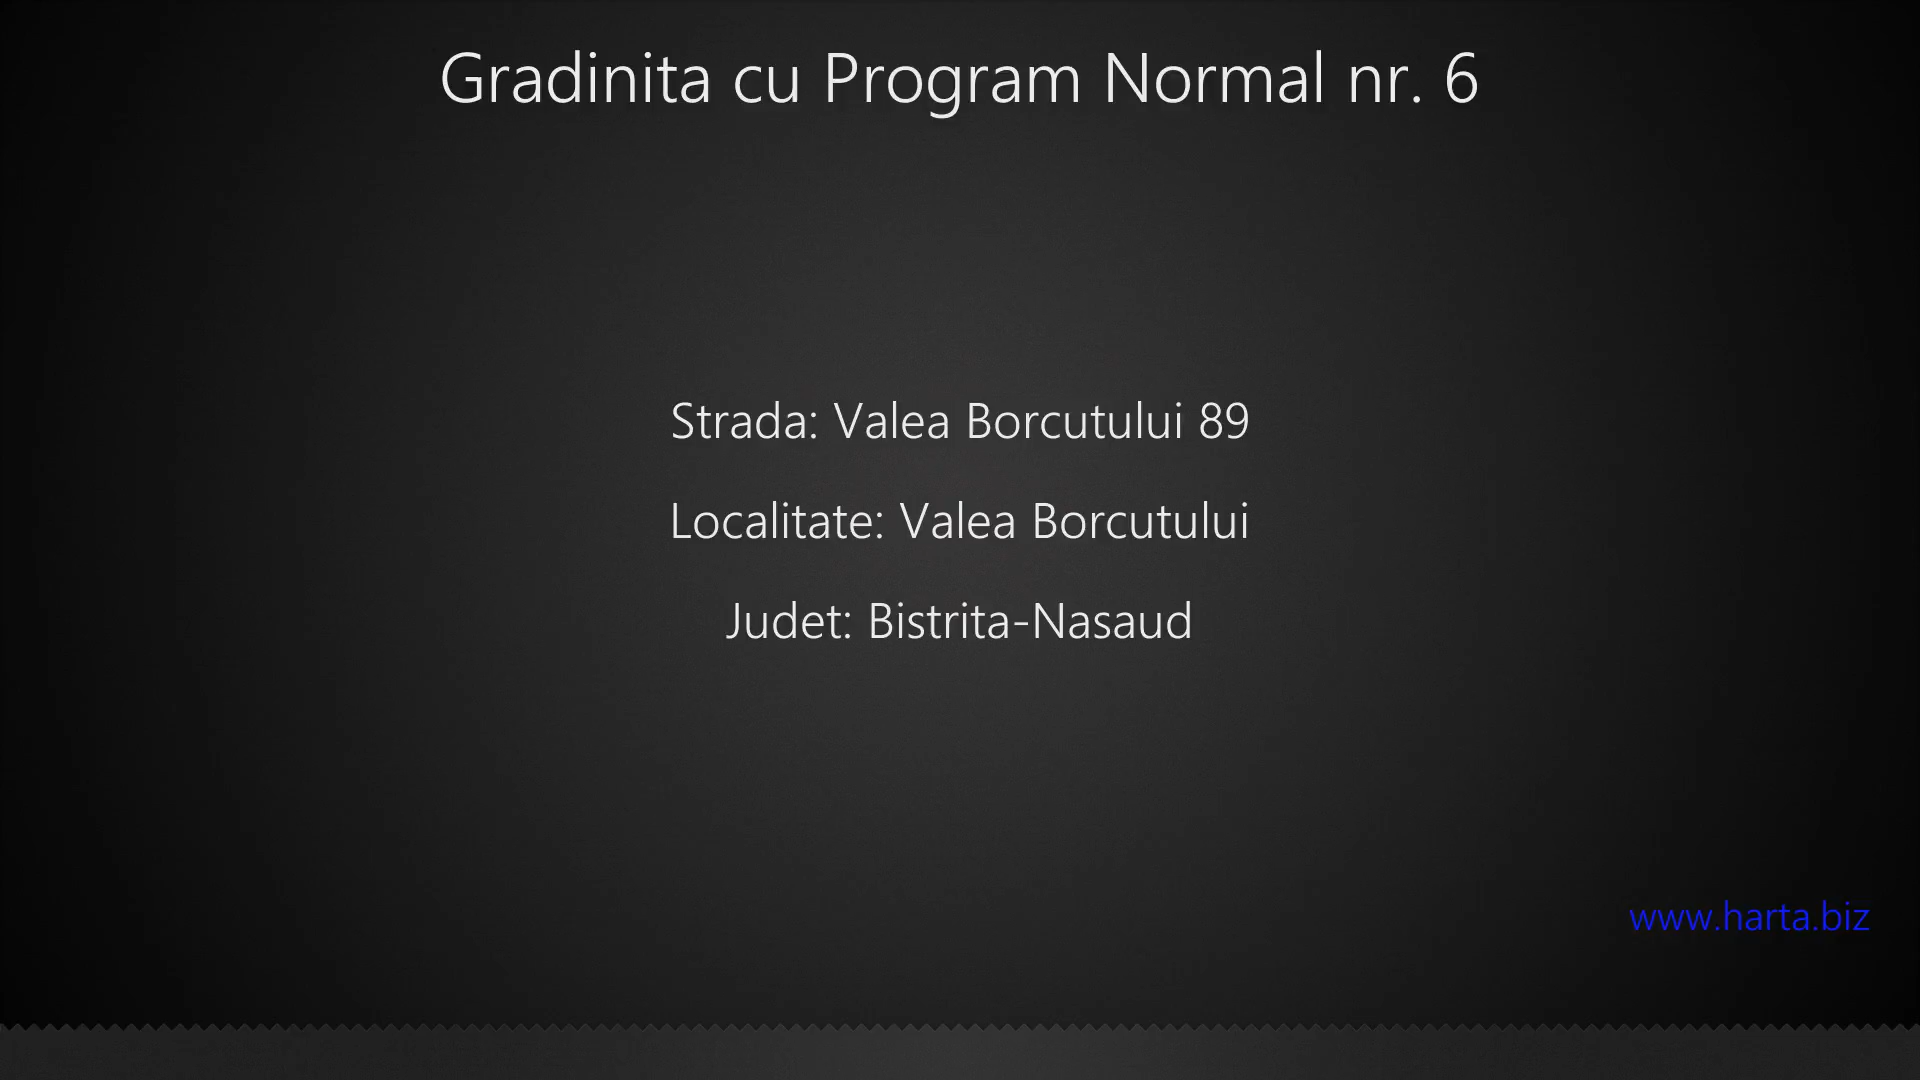 Gradinita cu Program Normal nr. 6
Strada: Valea Borcutului 89
Localitate: Valea Borcutului
Judet: Bistrita-Nasaud
www.harta.biz